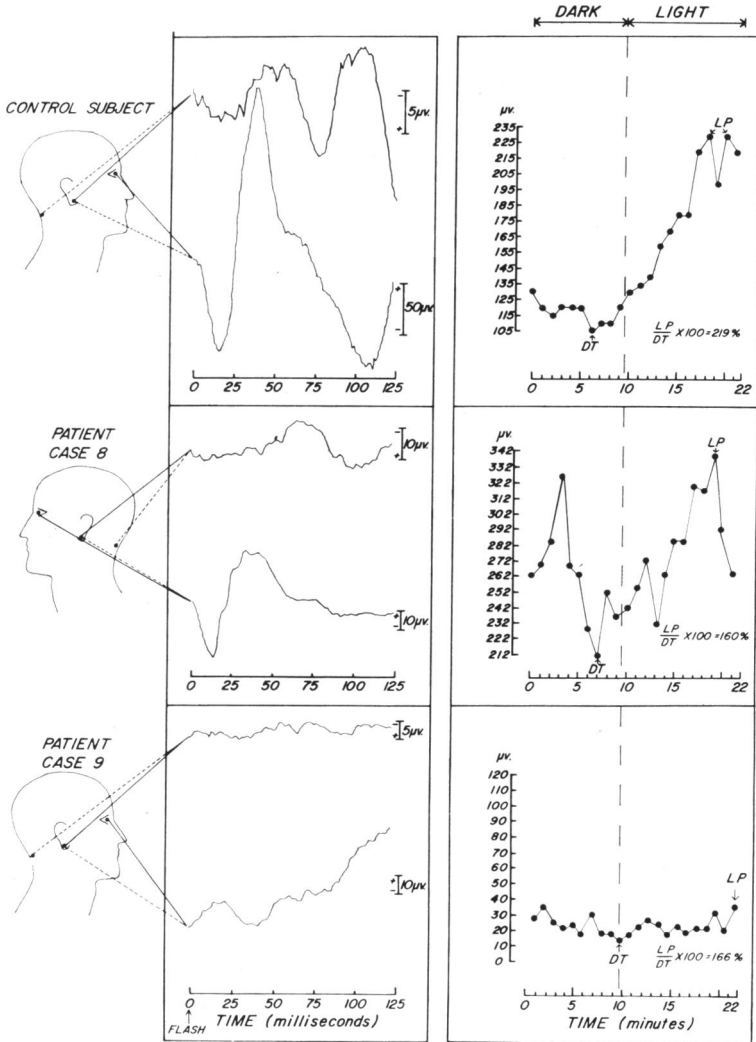 DARK LIGHT
CONTROL SUBJECT
- 5μv. +
+ 50μv. -
0 25 50 75 100 125
μv.
235
225
215
205
195
185
175
165
155
145
135
125
115
105
LP
DT
LP/DT X100=219%
0 5 10 15 22
PATIENT
CASE 8
- 10μv. +
+ 10μv. -
0 25 50 75 100 125
μv.
342
332
322
312
302
292
282
272
262
252
242
232
222
212
LP
DT
LP/DT X100=160%
0 5 10 15 22
PATIENT
CASE 9
- 5μv. +
+ 10μv. -
0 25 50 75 100 125
FLASH
TIME (milliseconds)
μv.
120
110
100
90
80
70
60
50
40
30
20
10
0
LP
DT
LP/DT X100=166%
0 5 10 15 22
TIME (minutes)